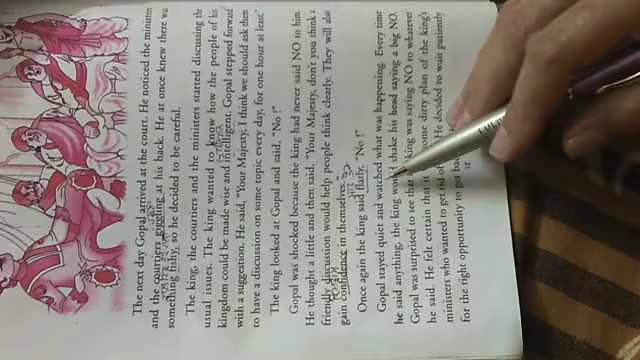 The next day Gopal arrived at the court. He noticed the ministers
and the courtiers giggling at his back. He at once knew there was
something fishy, so he decided to be careful.
The king, the courtiers and the ministers started discussing the
usual issues. The king wanted to know how the people of his
kingdom could be made wise and intelligent. Gopal stepped forward
with a suggestion. He said, "Your Majesty, I think we should ask them
to have a discussion on some topic every day, for one hour at least."
The king looked at Gopal and said, "No !"
Gopal was shocked because the king had never said NO to him.
He thought a little and then said, "Your Majesty, don't you think a
friendly discussion would help people think clearly. They will also
gain confidence in themselves."
Once again the king said flatly, "No !"
Gopal stayed quiet and watched what was happening. Every time
he said anything, the king would shake his head saying a big NO.
Gopal was surprised to see that king was saying NO to whatever
he said. He felt certain that it some dirty plan of the king's
ministers who wanted to get rid of He decided to wait patiently
for the right opportunity to get
12